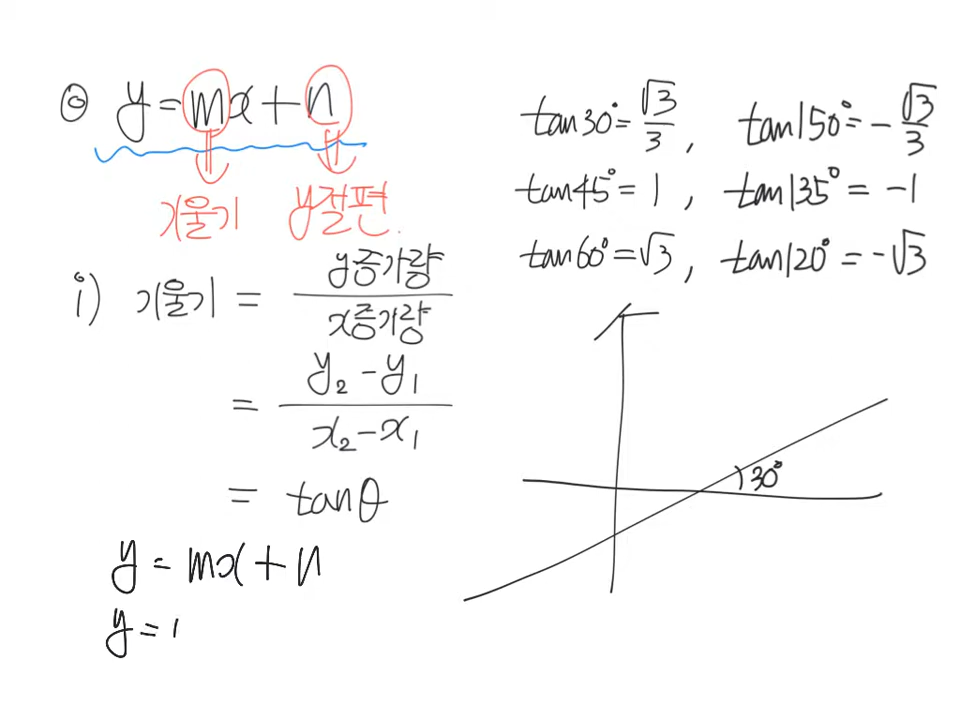 ◎ y=mx+n
기울기 y절편.
i) 기울기 = y증가량 / x증가량
= y₂-y₁ / x₂-x₁
= tanθ
y=mx+n
y=
tan30°=√3/3, tan150°=-√3/3
tan45°=1, tan135°=-1
tan60°=√3, tan120°=-√3
30°